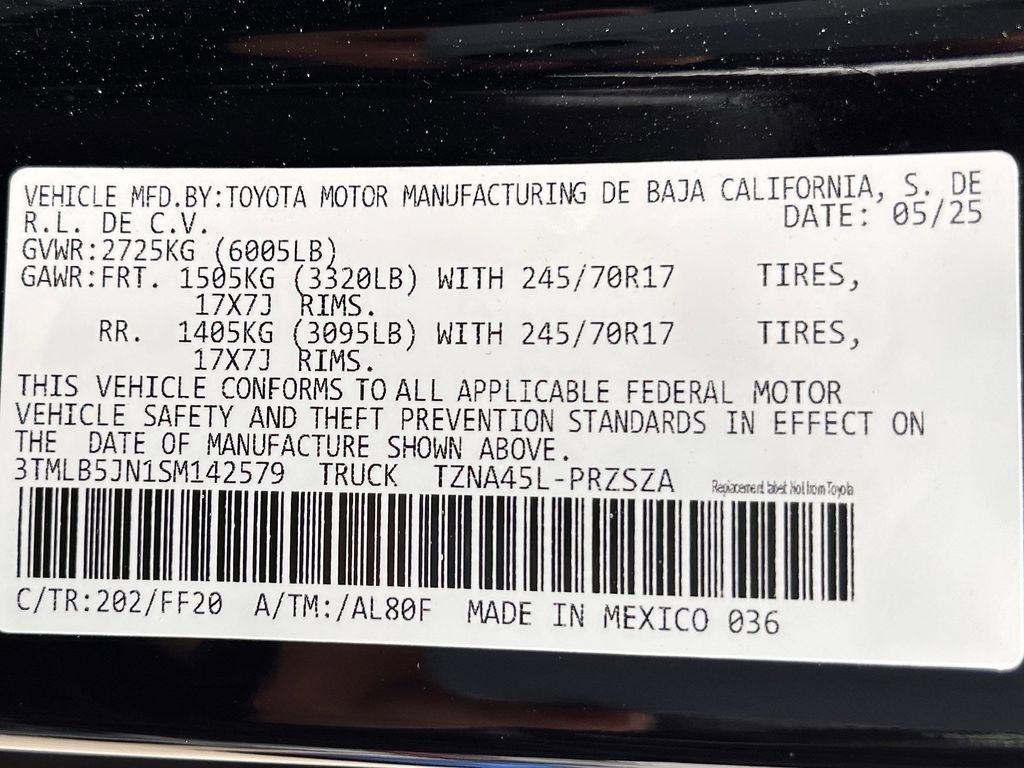 VEHICLE MFD.BY:TOYOTA MOTOR MANUFACTURING DE BAJA CALIFORNIA, S. DE
R.L. DE C.V. DATE: 05/25
GVWR:2725KG (6005LB)
GAWR:FRT. 1505KG (3320LB) WITH 245/70R17 TIRES,
17X7J RIMS.
RR. 1405KG (3095LB) WITH 245/70R17 TIRES,
17X7J RIMS.
THIS VEHICLE CONFORMS TO ALL APPLICABLE FEDERAL MOTOR
VEHICLE SAFETY AND THEFT PREVENTION STANDARDS IN EFFECT ON
THE DATE OF MANUFACTURE SHOWN ABOVE.
3TMLB5JN1SM142579 TRUCK TZNA45L-PRZSZA Replacement label: Not from Toyota
C/TR:202/FF20 A/TM:/AL80F MADE IN MEXICO 036